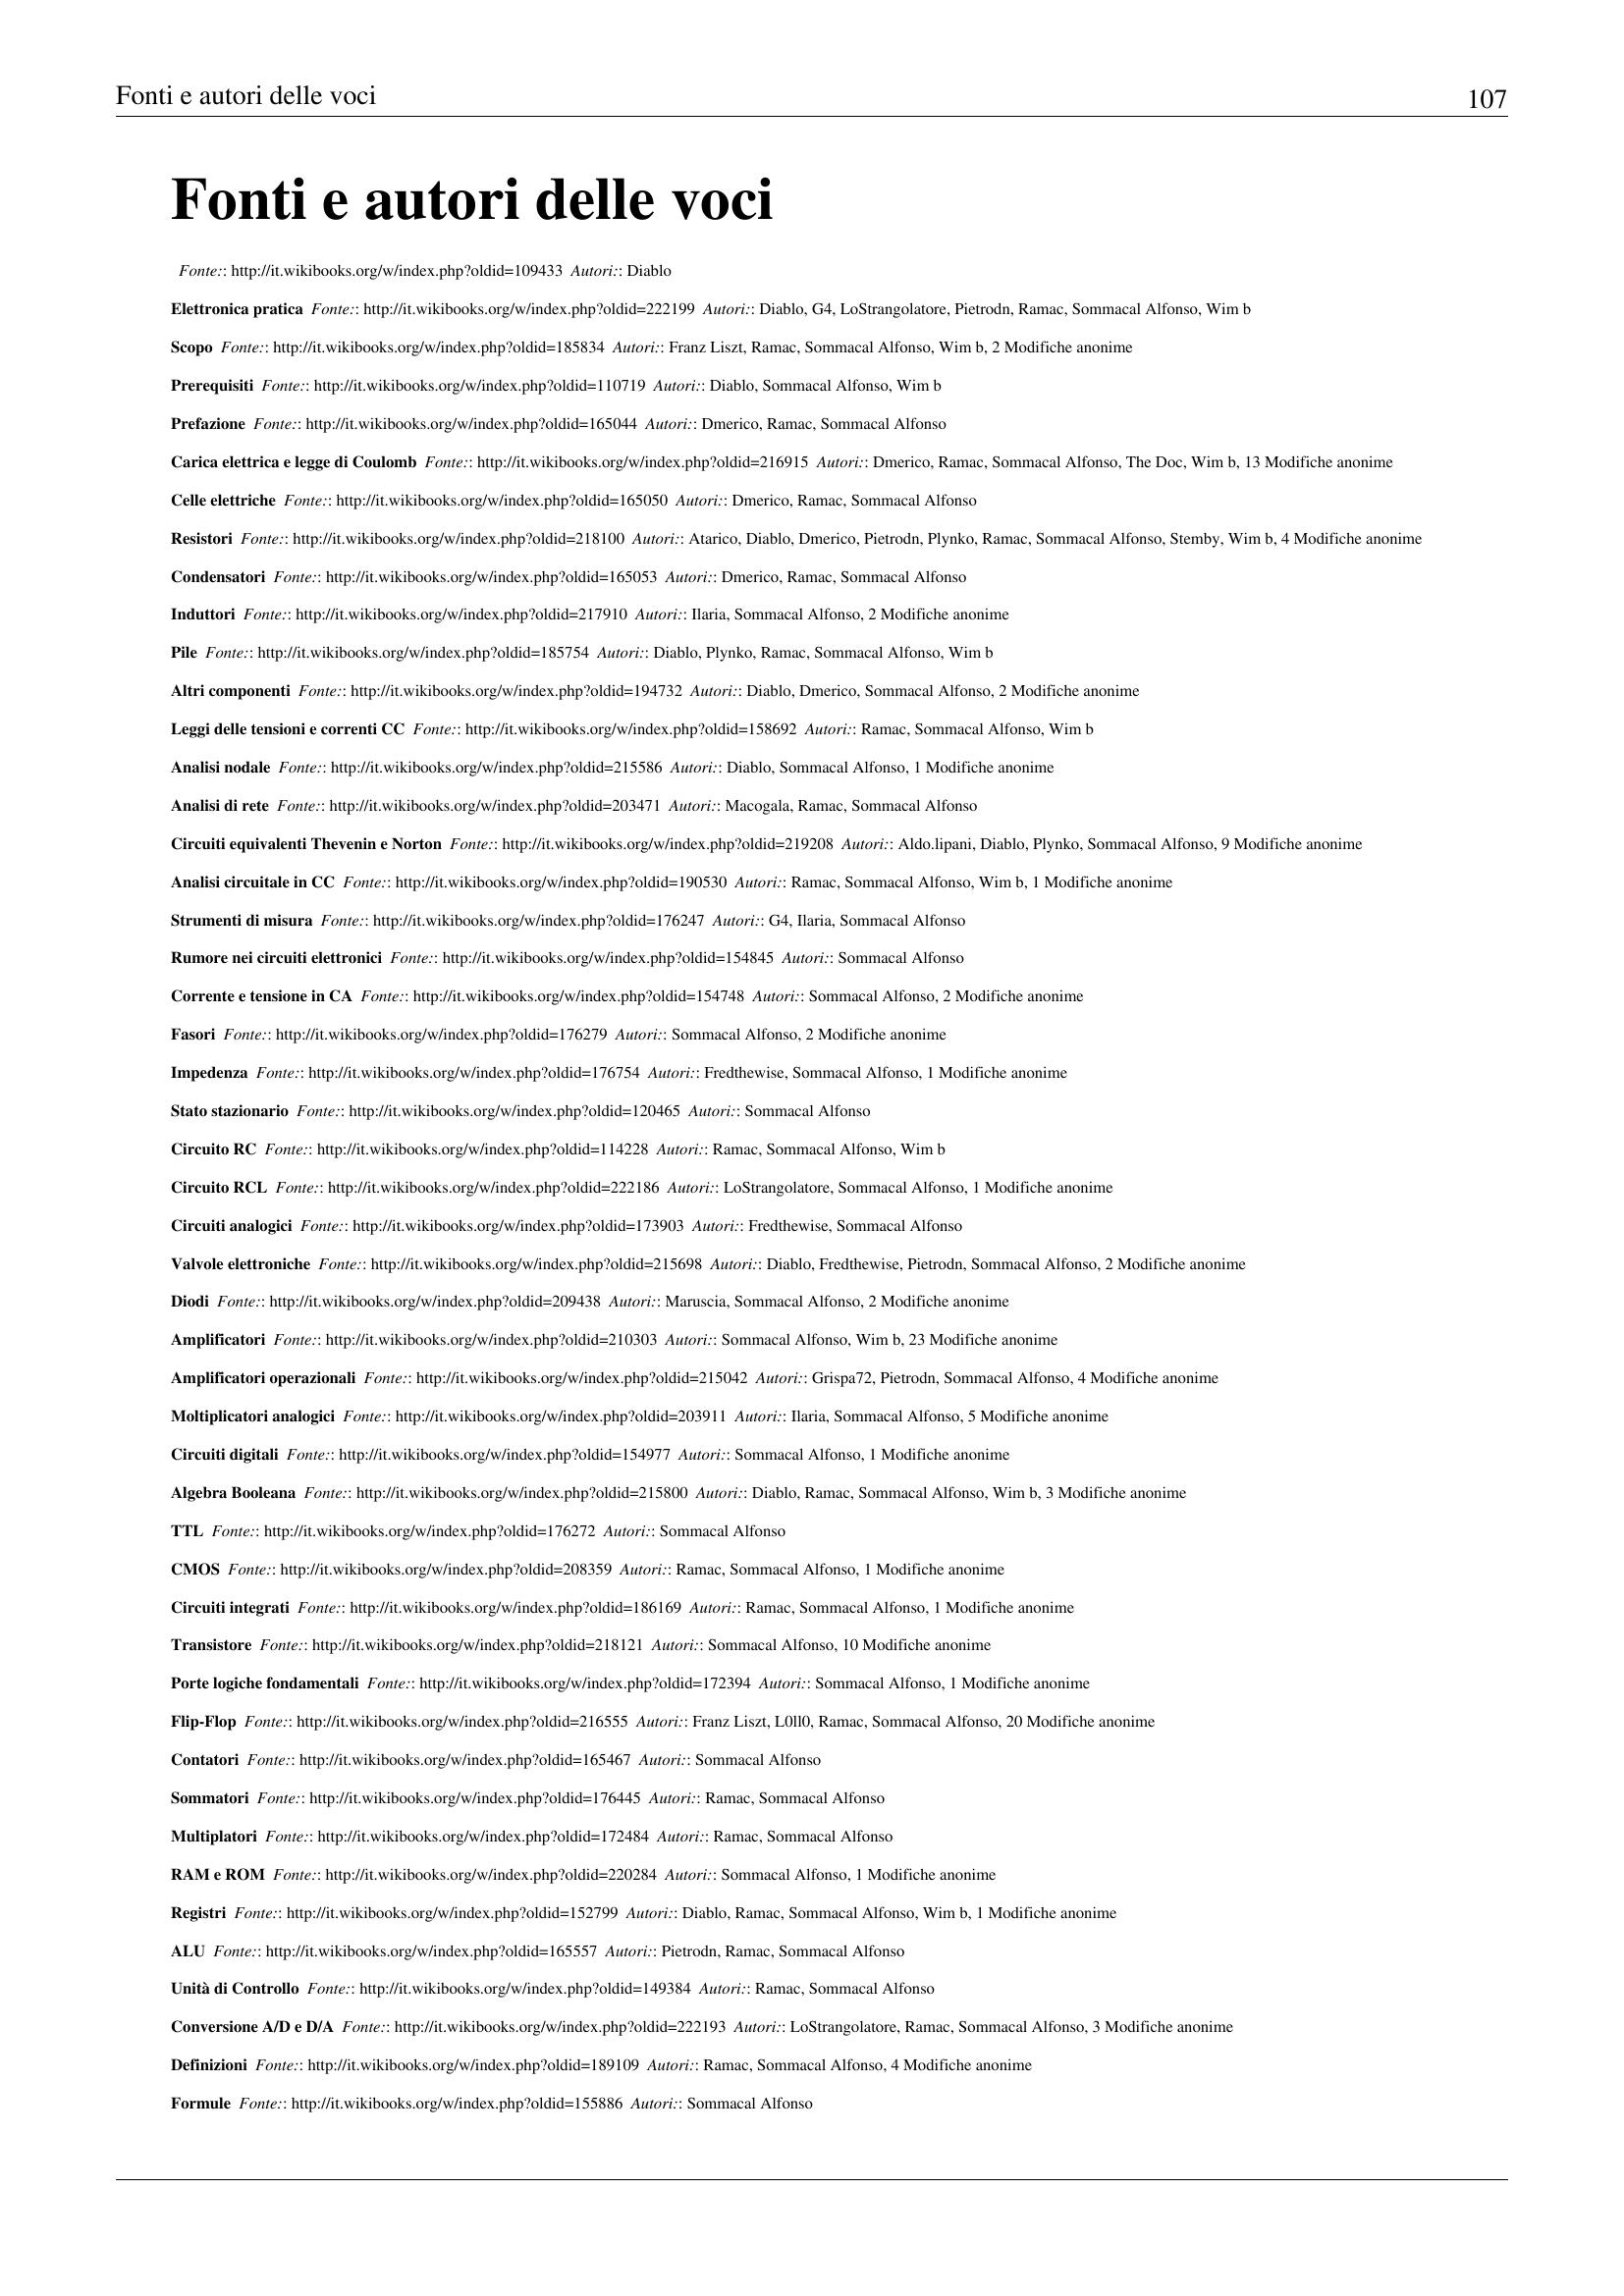 Fonti e autori delle voci 107
Fonti e autori delle voci
Fonte:: http://it.wikibooks.org/w/index.php?oldid=109433 Autori:: Diablo
Elettronica pratica Fonte:: http://it.wikibooks.org/w/index.php?oldid=222199 Autori:: Diablo, G4, LoStrangolatore, Pietrodn, Ramac, Sommacal Alfonso, Wim b
Scopo Fonte:: http://it.wikibooks.org/w/index.php?oldid=185834 Autori:: Franz Liszt, Ramac, Sommacal Alfonso, Wim b, 2 Modifiche anonime
Prerequisiti Fonte:: http://it.wikibooks.org/w/index.php?oldid=110719 Autori:: Diablo, Sommacal Alfonso, Wim b
Prefazione Fonte:: http://it.wikibooks.org/w/index.php?oldid=165044 Autori:: Dmerico, Ramac, Sommacal Alfonso
Carica elettrica e legge di Coulomb Fonte:: http://it.wikibooks.org/w/index.php?oldid=216915 Autori:: Dmerico, Ramac, Sommacal Alfonso, The Doc, Wim b, 13 Modifiche anonime
Celle elettriche Fonte:: http://it.wikibooks.org/w/index.php?oldid=165050 Autori:: Dmerico, Ramac, Sommacal Alfonso
Resistori Fonte:: http://it.wikibooks.org/w/index.php?oldid=218100 Autori:: Atarico, Diablo, Dmerico, Pietrodn, Plynko, Ramac, Sommacal Alfonso, Stemby, Wim b, 4 Modifiche anonime
Condensatori Fonte:: http://it.wikibooks.org/w/index.php?oldid=165053 Autori:: Dmerico, Ramac, Sommacal Alfonso
Induttori Fonte:: http://it.wikibooks.org/w/index.php?oldid=217910 Autori:: Ilaria, Sommacal Alfonso, 2 Modifiche anonime
Pile Fonte:: http://it.wikibooks.org/w/index.php?oldid=185754 Autori:: Diablo, Plynko, Ramac, Sommacal Alfonso, Wim b
Altri componenti Fonte:: http://it.wikibooks.org/w/index.php?oldid=194732 Autori:: Diablo, Dmerico, Sommacal Alfonso, 2 Modifiche anonime
Leggi delle tensioni e correnti CC Fonte:: http://it.wikibooks.org/w/index.php?oldid=158692 Autori:: Ramac, Sommacal Alfonso, Wim b
Analisi nodale Fonte:: http://it.wikibooks.org/w/index.php?oldid=215586 Autori:: Diablo, Sommacal Alfonso, 1 Modifiche anonime
Analisi di rete Fonte:: http://it.wikibooks.org/w/index.php?oldid=203471 Autori:: Macogala, Ramac, Sommacal Alfonso
Circuiti equivalenti Thevenin e Norton Fonte:: http://it.wikibooks.org/w/index.php?oldid=219208 Autori:: Aldo.lipani, Diablo, Plynko, Sommacal Alfonso, 9 Modifiche anonime
Analisi circuitale in CC Fonte:: http://it.wikibooks.org/w/index.php?oldid=190530 Autori:: Ramac, Sommacal Alfonso, Wim b, 1 Modifiche anonime
Strumenti di misura Fonte:: http://it.wikibooks.org/w/index.php?oldid=176247 Autori:: G4, Ilaria, Sommacal Alfonso
Rumore nei circuiti elettronici Fonte:: http://it.wikibooks.org/w/index.php?oldid=154845 Autori:: Sommacal Alfonso
Corrente e tensione in CA Fonte:: http://it.wikibooks.org/w/index.php?oldid=154748 Autori:: Sommacal Alfonso, 2 Modifiche anonime
Fasori Fonte:: http://it.wikibooks.org/w/index.php?oldid=176279 Autori:: Sommacal Alfonso, 2 Modifiche anonime
Impedenza Fonte:: http://it.wikibooks.org/w/index.php?oldid=176754 Autori:: Fredthewise, Sommacal Alfonso, 1 Modifiche anonime
Stato stazionario Fonte:: http://it.wikibooks.org/w/index.php?oldid=120465 Autori:: Sommacal Alfonso
Circuito RC Fonte:: http://it.wikibooks.org/w/index.php?oldid=114228 Autori:: Ramac, Sommacal Alfonso, Wim b
Circuito RCL Fonte:: http://it.wikibooks.org/w/index.php?oldid=222186 Autori:: LoStrangolatore, Sommacal Alfonso, 1 Modifiche anonime
Circuiti analogici Fonte:: http://it.wikibooks.org/w/index.php?oldid=173903 Autori:: Fredthewise, Sommacal Alfonso
Valvole elettroniche Fonte:: http://it.wikibooks.org/w/index.php?oldid=215698 Autori:: Diablo, Fredthewise, Pietrodn, Sommacal Alfonso, 2 Modifiche anonime
Diodi Fonte:: http://it.wikibooks.org/w/index.php?oldid=209438 Autori:: Maruscia, Sommacal Alfonso, 2 Modifiche anonime
Amplificatori Fonte:: http://it.wikibooks.org/w/index.php?oldid=210303 Autori:: Sommacal Alfonso, Wim b, 23 Modifiche anonime
Amplificatori operazionali Fonte:: http://it.wikibooks.org/w/index.php?oldid=215042 Autori:: Grispa72, Pietrodn, Sommacal Alfonso, 4 Modifiche anonime
Moltiplicatori analogici Fonte:: http://it.wikibooks.org/w/index.php?oldid=203911 Autori:: Ilaria, Sommacal Alfonso, 5 Modifiche anonime
Circuiti digitali Fonte:: http://it.wikibooks.org/w/index.php?oldid=154977 Autori:: Sommacal Alfonso, 1 Modifiche anonime
Algebra Booleana Fonte:: http://it.wikibooks.org/w/index.php?oldid=215800 Autori:: Diablo, Ramac, Sommacal Alfonso, Wim b, 3 Modifiche anonime
TTL Fonte:: http://it.wikibooks.org/w/index.php?oldid=176272 Autori:: Sommacal Alfonso
CMOS Fonte:: http://it.wikibooks.org/w/index.php?oldid=208359 Autori:: Ramac, Sommacal Alfonso, 1 Modifiche anonime
Circuiti integrati Fonte:: http://it.wikibooks.org/w/index.php?oldid=186169 Autori:: Ramac, Sommacal Alfonso, 1 Modifiche anonime
Transistore Fonte:: http://it.wikibooks.org/w/index.php?oldid=218121 Autori:: Sommacal Alfonso, 10 Modifiche anonime
Porte logiche fondamentali Fonte:: http://it.wikibooks.org/w/index.php?oldid=172394 Autori:: Sommacal Alfonso, 1 Modifiche anonime
Flip-Flop Fonte:: http://it.wikibooks.org/w/index.php?oldid=216555 Autori:: Franz Liszt, L0ll0, Ramac, Sommacal Alfonso, 20 Modifiche anonime
Contatori Fonte:: http://it.wikibooks.org/w/index.php?oldid=165467 Autori:: Sommacal Alfonso
Sommatori Fonte:: http://it.wikibooks.org/w/index.php?oldid=176445 Autori:: Ramac, Sommacal Alfonso
Multiplatori Fonte:: http://it.wikibooks.org/w/index.php?oldid=172484 Autori:: Ramac, Sommacal Alfonso
RAM e ROM Fonte:: http://it.wikibooks.org/w/index.php?oldid=220284 Autori:: Sommacal Alfonso, 1 Modifiche anonime
Registri Fonte:: http://it.wikibooks.org/w/index.php?oldid=152799 Autori:: Diablo, Ramac, Sommacal Alfonso, Wim b, 1 Modifiche anonime
ALU Fonte:: http://it.wikibooks.org/w/index.php?oldid=165557 Autori:: Pietrodn, Ramac, Sommacal Alfonso
Unità di Controllo Fonte:: http://it.wikibooks.org/w/index.php?oldid=149384 Autori:: Ramac, Sommacal Alfonso
Conversione A/D e D/A Fonte:: http://it.wikibooks.org/w/index.php?oldid=222193 Autori:: LoStrangolatore, Ramac, Sommacal Alfonso, 3 Modifiche anonime
Definizioni Fonte:: http://it.wikibooks.org/w/index.php?oldid=189109 Autori:: Ramac, Sommacal Alfonso, 4 Modifiche anonime
Formule Fonte:: http://it.wikibooks.org/w/index.php?oldid=155886 Autori:: Sommacal Alfonso